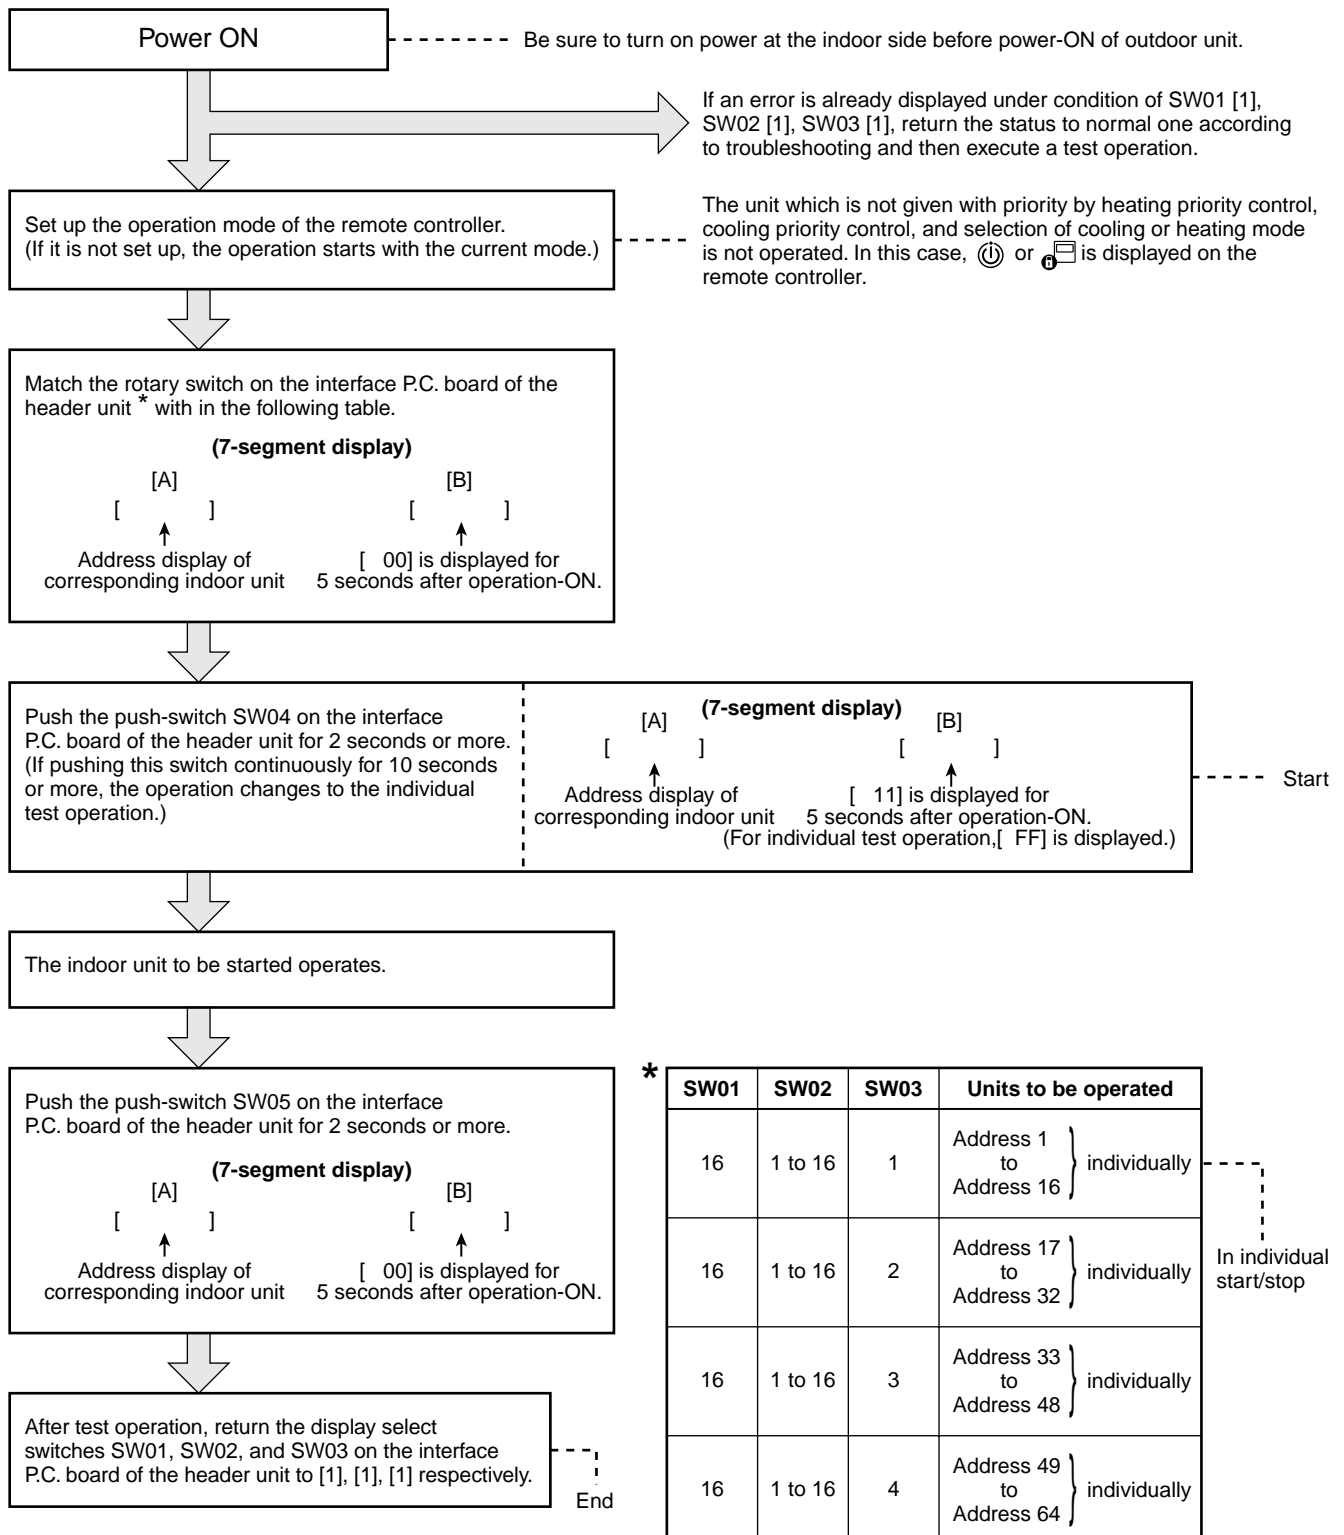 Power ON
Be sure to turn on power at the indoor side before power-ON of outdoor unit.
If an error is already displayed under condition of SW01 [1],
SW02 [1], SW03 [1], return the status to normal one according
to troubleshooting and then execute a test operation.
Set up the operation mode of the remote controller.
(If it is not set up, the operation starts with the current mode.)
The unit which is not given with priority by heating priority control,
cooling priority control, and selection of cooling or heating mode
is not operated. In this case, or is displayed on the
remote controller.
Match the rotary switch on the interface P.C. board of the
header unit * with in the following table.
(7-segment display)
[A] [B]
[ ] [ ]
Address display of
corresponding indoor unit
[ 00] is displayed for
5 seconds after operation-ON.
Push the push-switch SW04 on the interface
P.C. board of the header unit for 2 seconds or more.
(If pushing this switch continuously for 10 seconds
or more, the operation changes to the individual
test operation.)
(7-segment display)
[A] [B]
[ ] [ ]
Address display of
corresponding indoor unit
[ 11] is displayed for
5 seconds after operation-ON.
(For individual test operation,[ FF] is displayed.)
Start
The indoor unit to be started operates.
Push the push-switch SW05 on the interface
P.C. board of the header unit for 2 seconds or more.
(7-segment display)
[A] [B]
[ ] [ ]
Address display of
corresponding indoor unit
[ 00] is displayed for
5 seconds after operation-ON.
After test operation, return the display select
switches SW01, SW02, and SW03 on the interface
P.C. board of the header unit to [1], [1], [1] respectively.
End
*
SW01 SW02 SW03 Units to be operated
16 1 to 16 1 Address 1 to Address 16 } individually
16 1 to 16 2 Address 17 to Address 32 } individually
16 1 to 16 3 Address 33 to Address 48 } individually
16 1 to 16 4 Address 49 to Address 64 } individually
In individual
start/stop